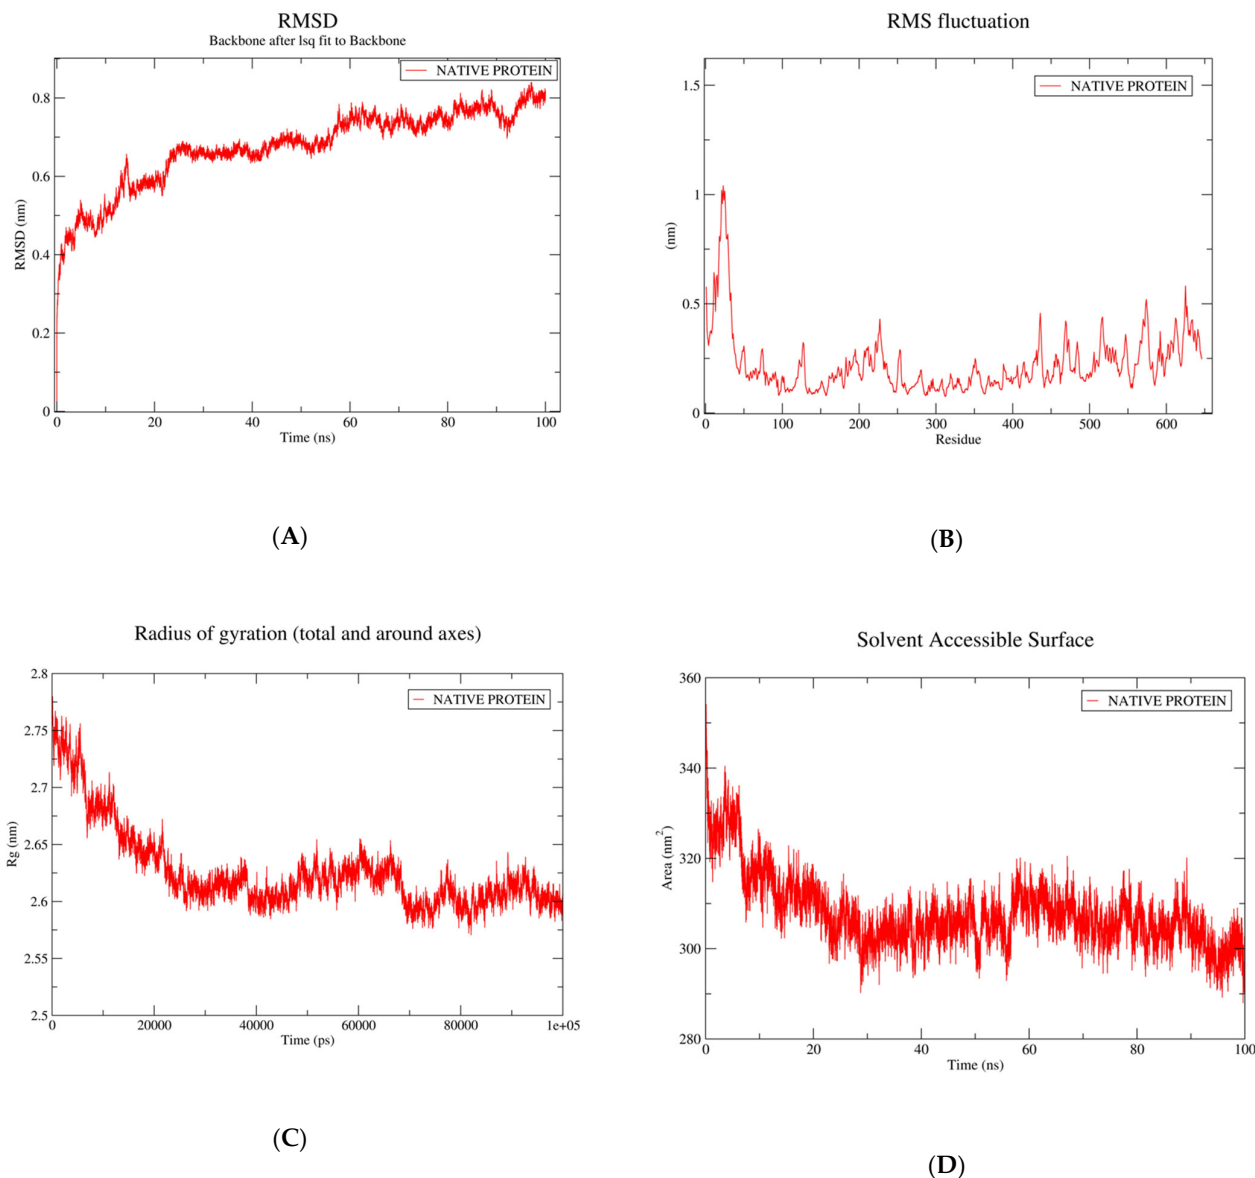 RMSD
Backbone after lsq fit to Backbone
NATIVE PROTEIN
0.8
0.6
0.4
0.2
0
RMSD (nm)
0 20 40 60 80 100
Time (ns)
(A)
RMS fluctuation
NATIVE PROTEIN
1.5
1
0.5
0
(nm)
0 100 200 300 400 500 600
Residue
(B)
Radius of gyration (total and around axes)
NATIVE PROTEIN
2.8
2.75
2.7
2.65
2.6
2.55
2.5
Rg (nm)
0 20000 40000 60000 80000 1e+05
Time (ps)
(C)
Solvent Accessible Surface
NATIVE PROTEIN
360
340
320
300
280
Area (nm²)
0 20 40 60 80 100
Time (ns)
(D)